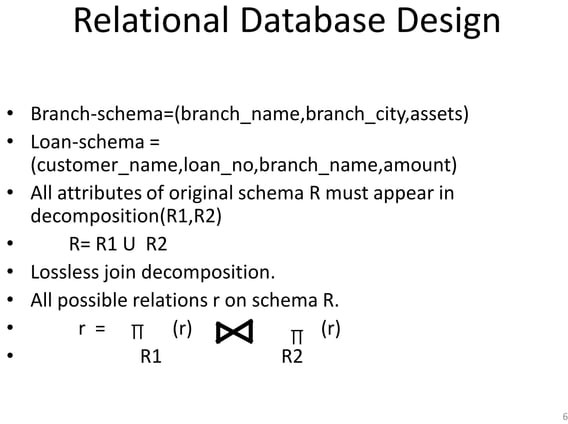 Relational Database Design
• Branch-schema=(branch_name,branch_city,assets)
• Loan-schema =
(customer_name,loan_no,branch_name,amount)
• All attributes of original schema R must appear in
decomposition(R1,R2)
• R= R1 U R2
• Lossless join decomposition.
• All possible relations r on schema R.
• r = ∏ (r) ⋈ ∏ (r)
• R1 R2
6